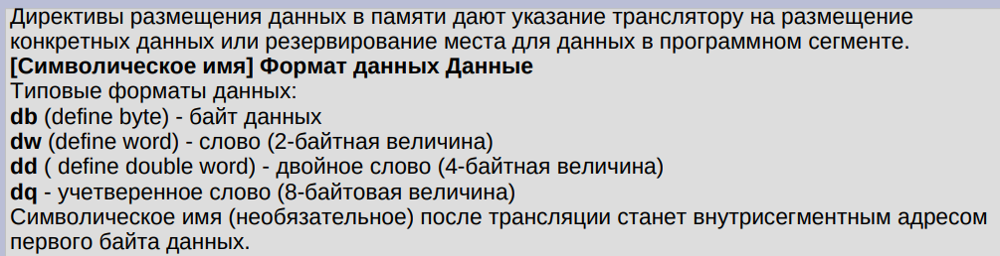 Директивы размещения данных в памяти дают указание транслятору на размещение
конкретных данных или резервирование места для данных в программном сегменте.
[Символическое имя] Формат данных Данные
Типовые форматы данных:
db (define byte) - байт данных
dw (define word) - слово (2-байтная величина)
dd ( define double word) - двойное слово (4-байтная величина)
dq - учетверенное слово (8-байтовая величина)
Символическое имя (необязательное) после трансляции станет внутрисегментным адресом
первого байта данных.